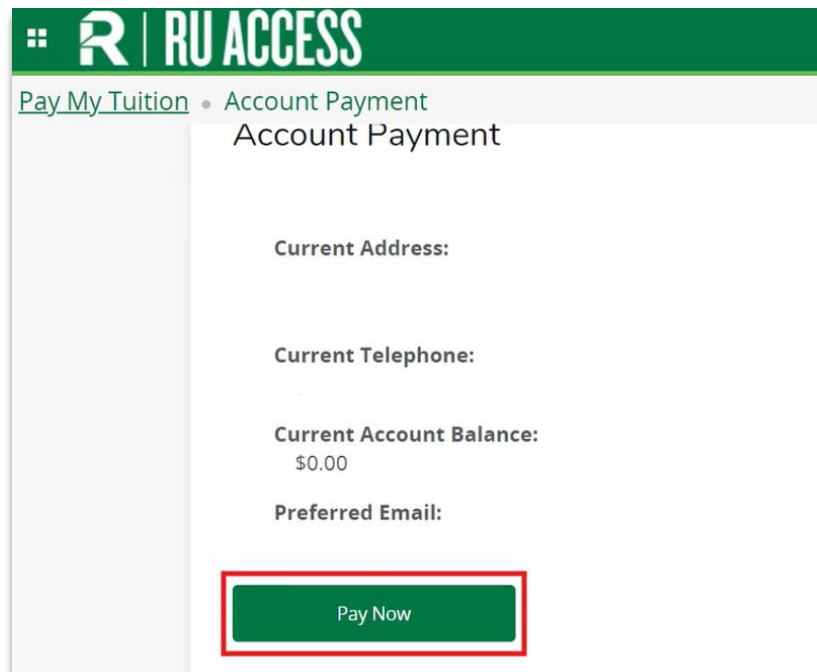 R | RU ACCESS
Pay My Tuition • Account Payment
Account Payment
Current Address:
Current Telephone:
Current Account Balance:
$0.00
Preferred Email:
Pay Now